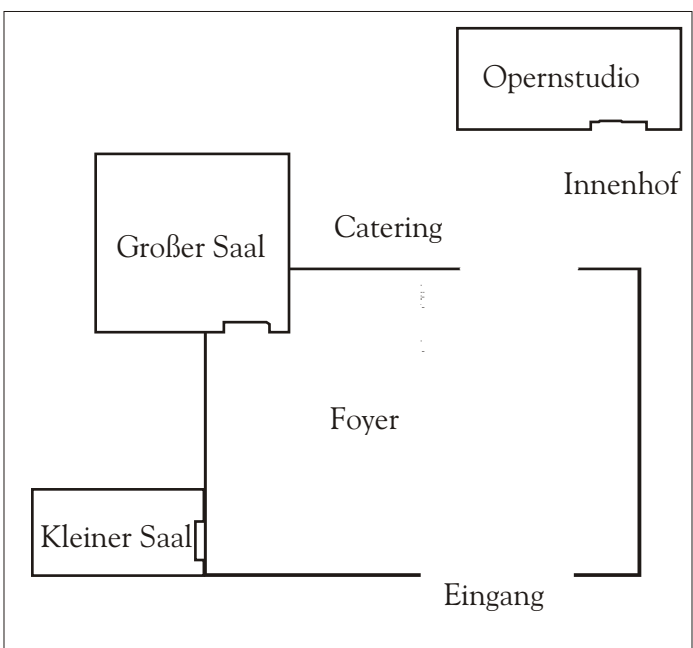 Opernstudio
Innenhof
Catering
Großer Saal
Foyer
Kleiner Saal
Eingang